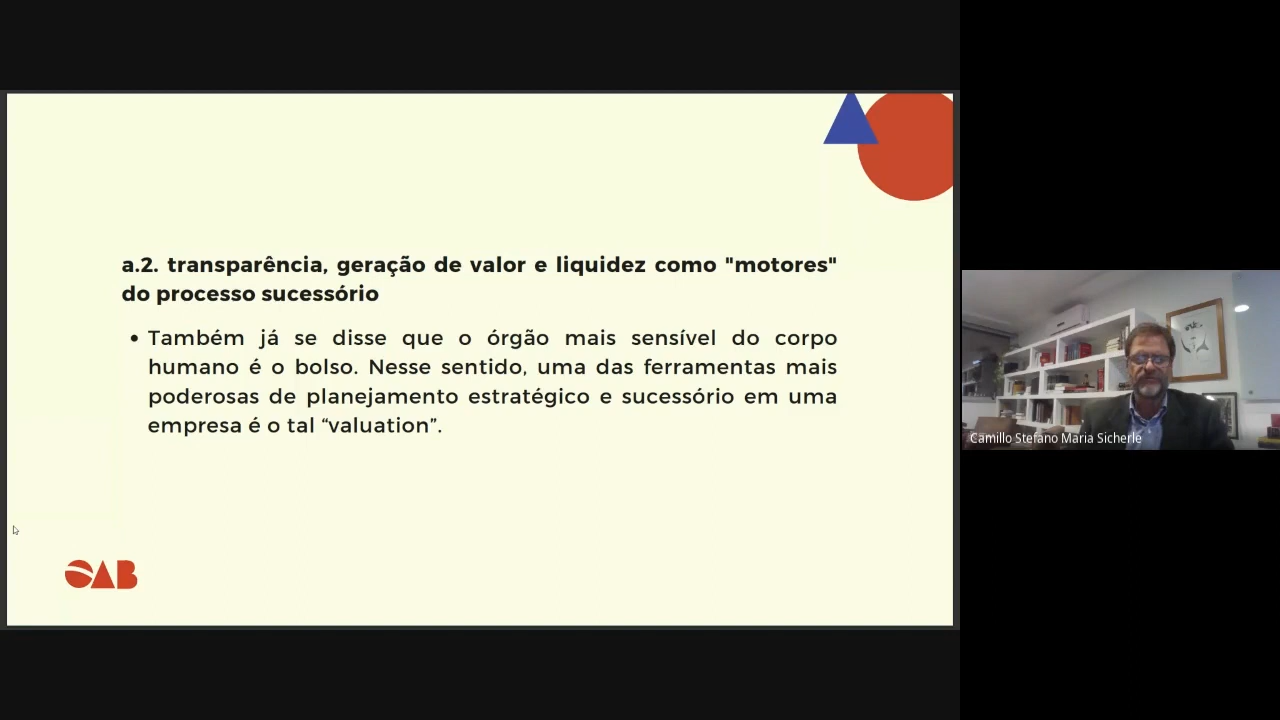 a.2. transparência, geração de valor e liquidez como "motores"
do processo sucessório
• Também já se disse que o órgão mais sensível do corpo
humano é o bolso. Nesse sentido, uma das ferramentas mais
poderosas de planejamento estratégico e sucessório em uma
empresa é o tal “valuation”.
OAB
Camillo Stefano Maria Sicherle